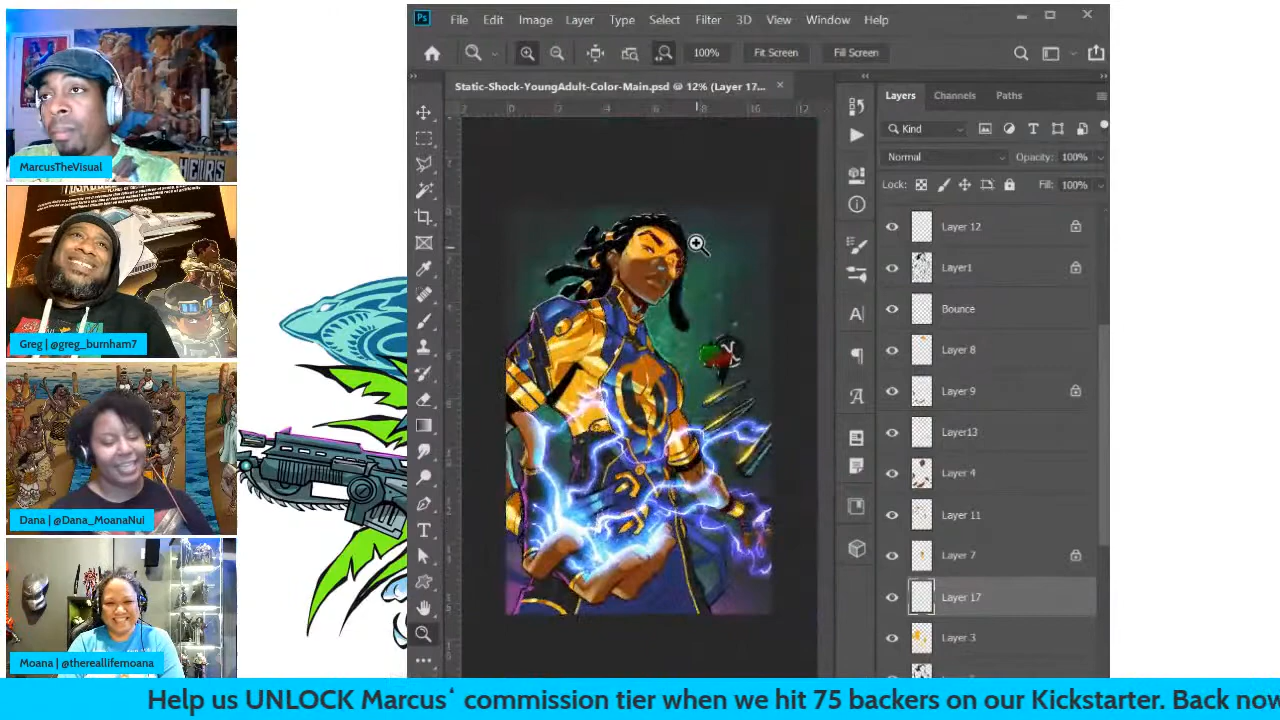 MarcusTheVisual
HEIRS
Greg | @greg_burnham7
Dana | @Dana_MoanaNui
Moana | @thereallifemoana
Ps
File Edit Image Layer Type Select Filter 3D View Window Help
100% Fit Screen Fill Screen
Static-Shock-YoungAdult-Color-Main.psd @ 12% (Layer 17...
Layers Channels Paths
Kind
Normal Opacity: 100%
Lock: Fill: 100%
Layer 12
Layer1
Bounce
Layer 8
Layer 9
Layer13
Layer 4
Layer 11
Layer 7
Layer 17
Layer 3
Help us UNLOCK Marcus‘ commission tier when we hit 75 backers on our Kickstarter. Back now